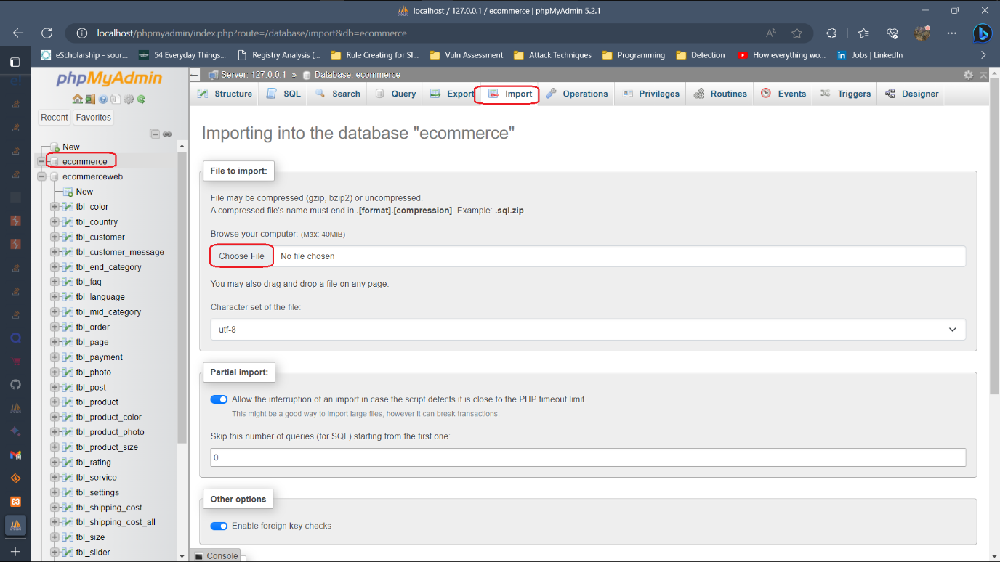 localhost / 127.0.0.1 / ecommerce | phpMyAdmin 5.2.1
localhost/phpmyadmin/index.php?route=/database/import&db=ecommerce
eScholarship - sour... 54 Everyday Things... Registry Analysis (... Rule Creating for SI... Vuln Assessment Attack Techniques Programming Detection How everything wo... Jobs | LinkedIn
phpMyAdmin
Recent Favorites
New
ecommerce
ecommerceweb
New
tbl_color
tbl_country
tbl_customer
tbl_customer_message
tbl_end_category
tbl_faq
tbl_language
tbl_mid_category
tbl_order
tbl_page
tbl_payment
tbl_photo
tbl_post
tbl_product
tbl_product_color
tbl_product_photo
tbl_product_size
tbl_rating
tbl_service
tbl_settings
tbl_shipping_cost
tbl_shipping_cost_all
tbl_size
tbl_slider
Server: 127.0.0.1 » Database: ecommerce
Structure SQL Search Query Export Import Operations Privileges Routines Events Triggers Designer
Importing into the database "ecommerce"
File to import:
File may be compressed (gzip, bzip2) or uncompressed.
A compressed file's name must end in .[format].[compression]. Example: .sql.zip
Browse your computer: (Max: 40MiB)
Choose File No file chosen
You may also drag and drop a file on any page.
Character set of the file:
utf-8
Partial import:
Allow the interruption of an import in case the script detects it is close to the PHP timeout limit.
This might be a good way to import large files, however it can break transactions.
Skip this number of queries (for SQL) starting from the first one:
0
Other options
Enable foreign key checks
Console